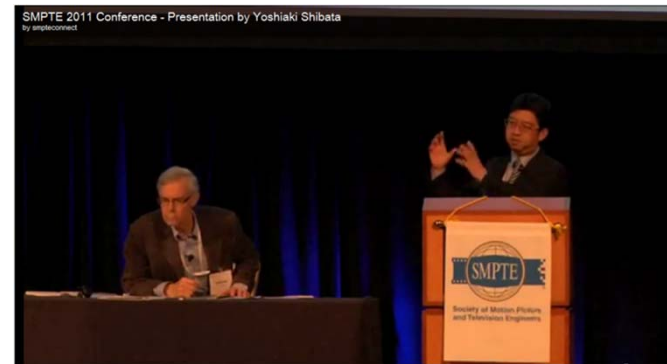 SMPTE 2011 Conference - Presentation by Yoshiaki Shibata
by smpteconnect
SMPTE
Society of Motion Picture
and Television Engineers